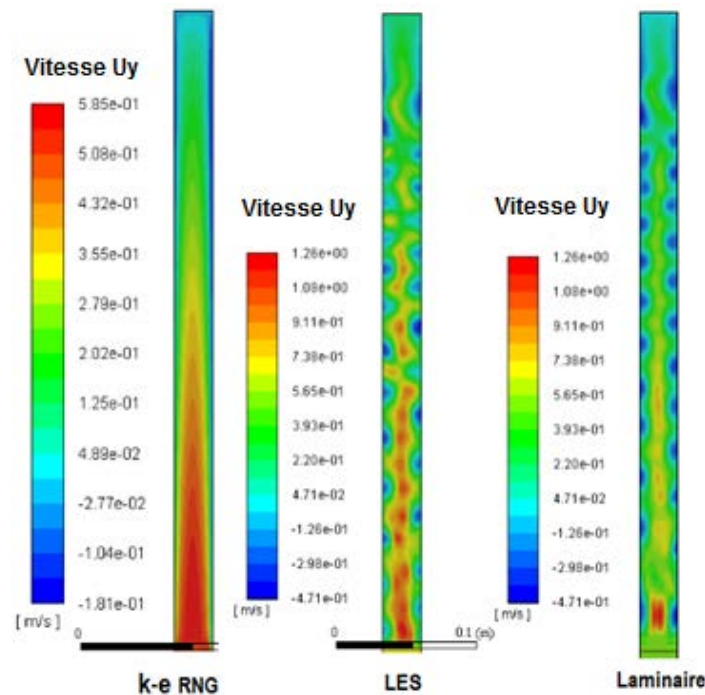 Vitesse Uy
5.85e-01
5.08e-01
4.32e-01
3.55e-01
2.79e-01
2.02e-01
1.25e-01
4.89e-02
-2.77e-02
-1.04e-01
-1.81e-01
[ m/s ]
0
k-e RNG
Vitesse Uy
1.26e+00
1.08e+00
9.11e-01
7.38e-01
5.65e-01
3.93e-01
2.20e-01
4.71e-02
-1.26e-01
-2.98e-01
-4.71e-01
[ m/s ]
0
0.1 (m)
LES
Vitesse Uy
1.26e+00
1.08e+00
9.11e-01
7.38e-01
5.65e-01
3.93e-01
2.20e-01
4.71e-02
-1.26e-01
-2.98e-01
-4.71e-01
[ m/s ]
0
Laminaire